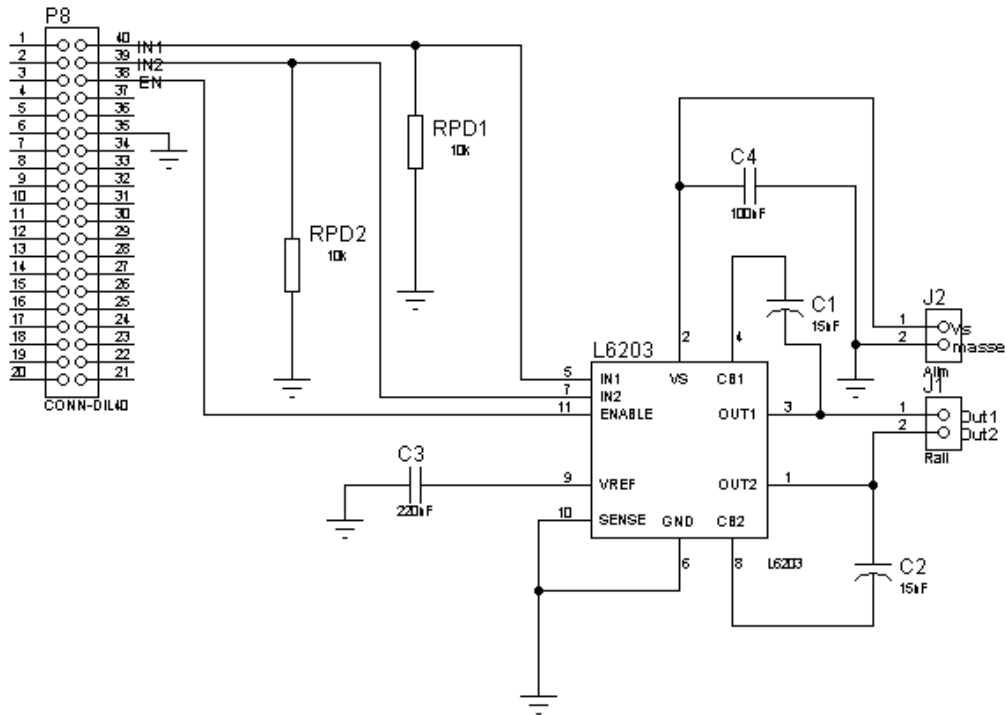 P8
1 40 IN1
2 39 IN2
3 38 EN
4 37
5 36
6 35
7 34
8 33
9 32
10 31
11 30
12 29
13 28
14 27
15 26
16 25
17 24
18 23
19 22
20 21
CONN-DIL40
RPD1
10k
RPD2
10k
C4
100nF
C1
15nF
J2
1 Vs
2 masse
Alim
J1
1 Out1
2 Out2
Rail
L6203
2 4
5 IN1 VS CB1
7 IN2
11 ENABLE OUT1 3
C3
220nF
9 VREF OUT2 1
10 SENSE GND CB2
6 8 L6203
C2
15nF